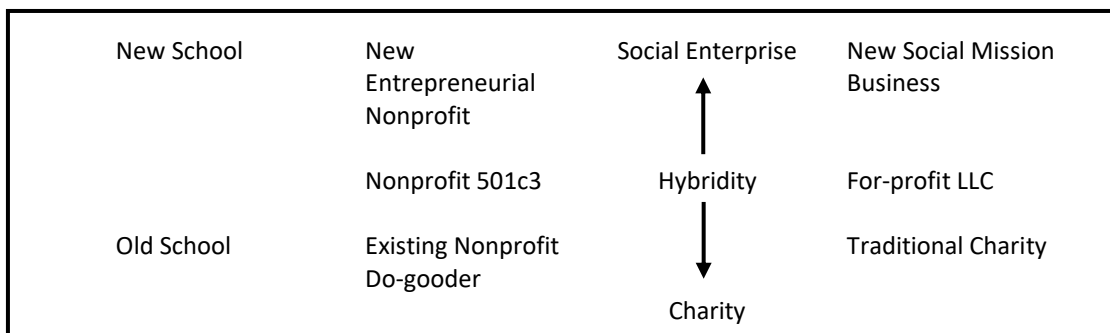 New School New Social Enterprise New Social Mission
Entrepreneurial Business
Nonprofit
Nonprofit 501c3 Hybridity For-profit LLC
Old School Existing Nonprofit Traditional Charity
Do-gooder
Charity